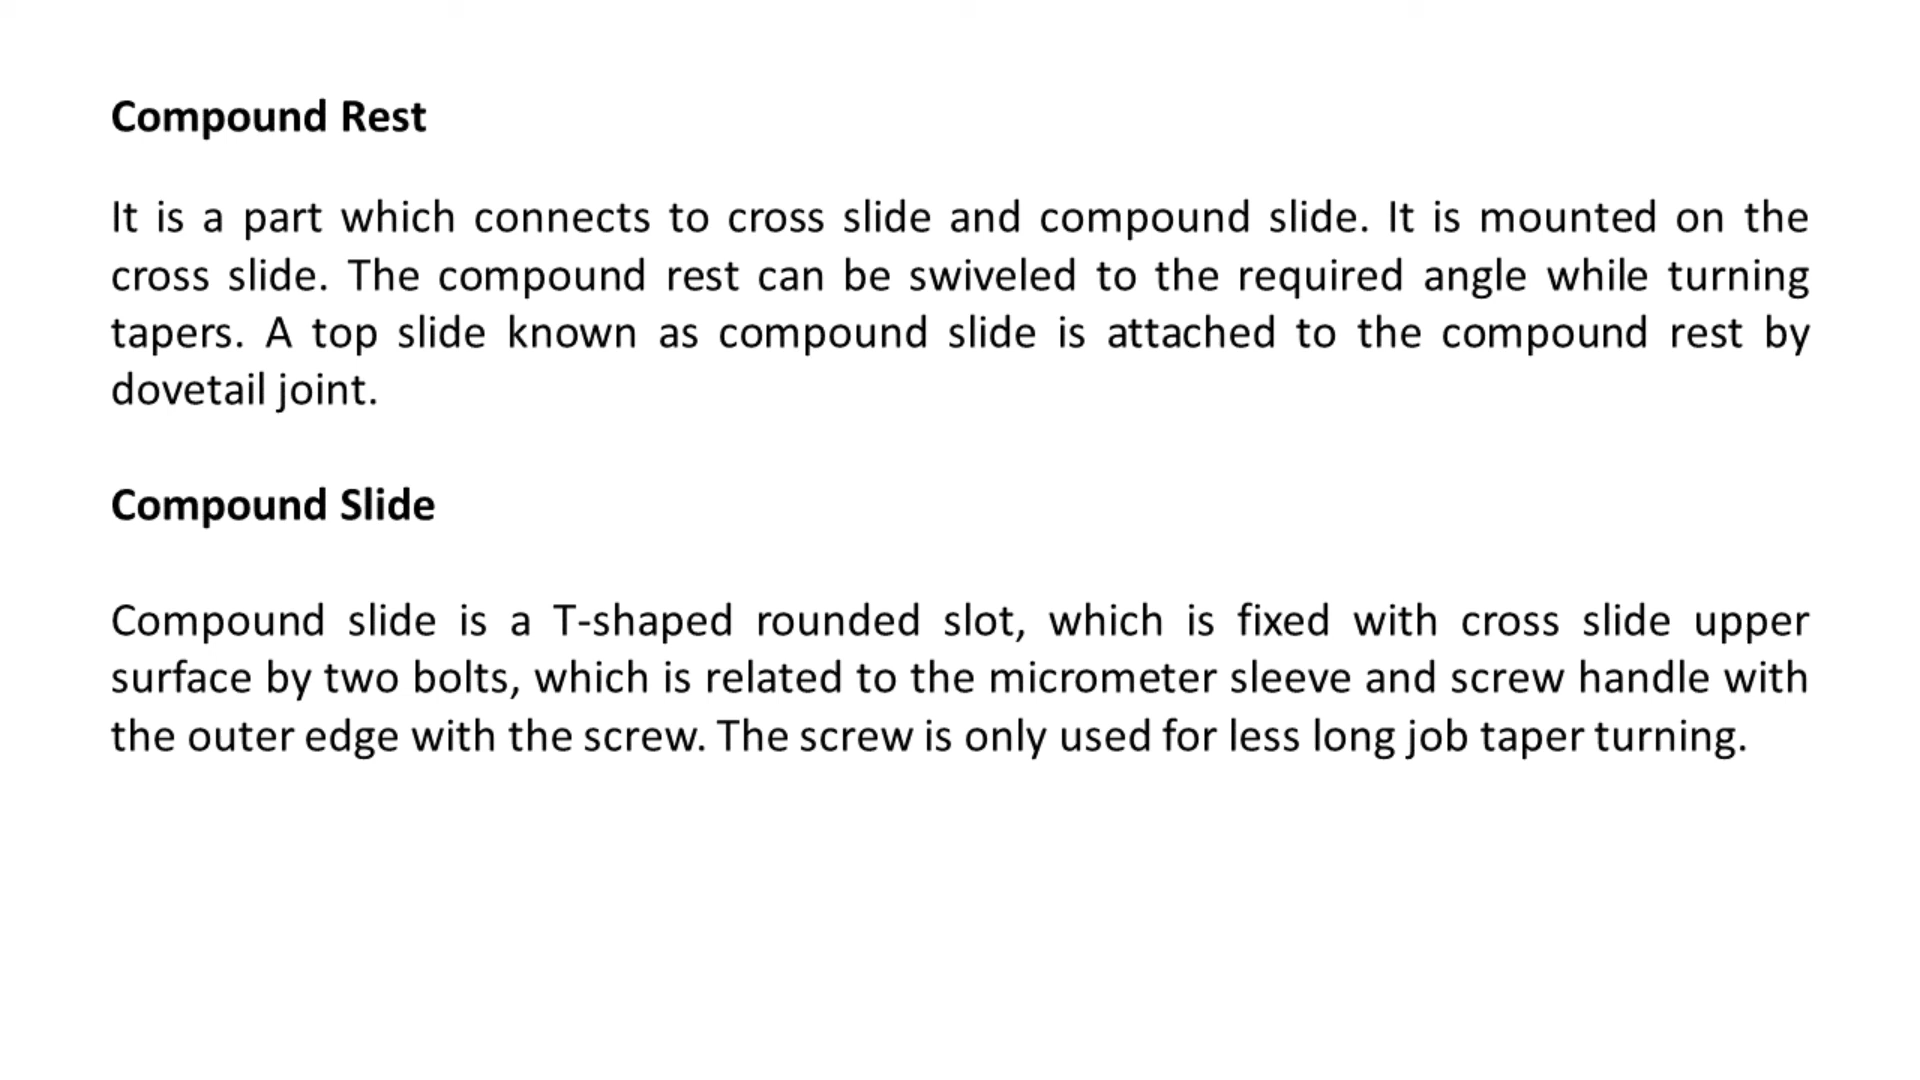 Compound Rest
It is a part which connects to cross slide and compound slide. It is mounted on the
cross slide. The compound rest can be swiveled to the required angle while turning
tapers. A top slide known as compound slide is attached to the compound rest by
dovetail joint.
Compound Slide
Compound slide is a T-shaped rounded slot, which is fixed with cross slide upper
surface by two bolts, which is related to the micrometer sleeve and screw handle with
the outer edge with the screw. The screw is only used for less long job taper turning.